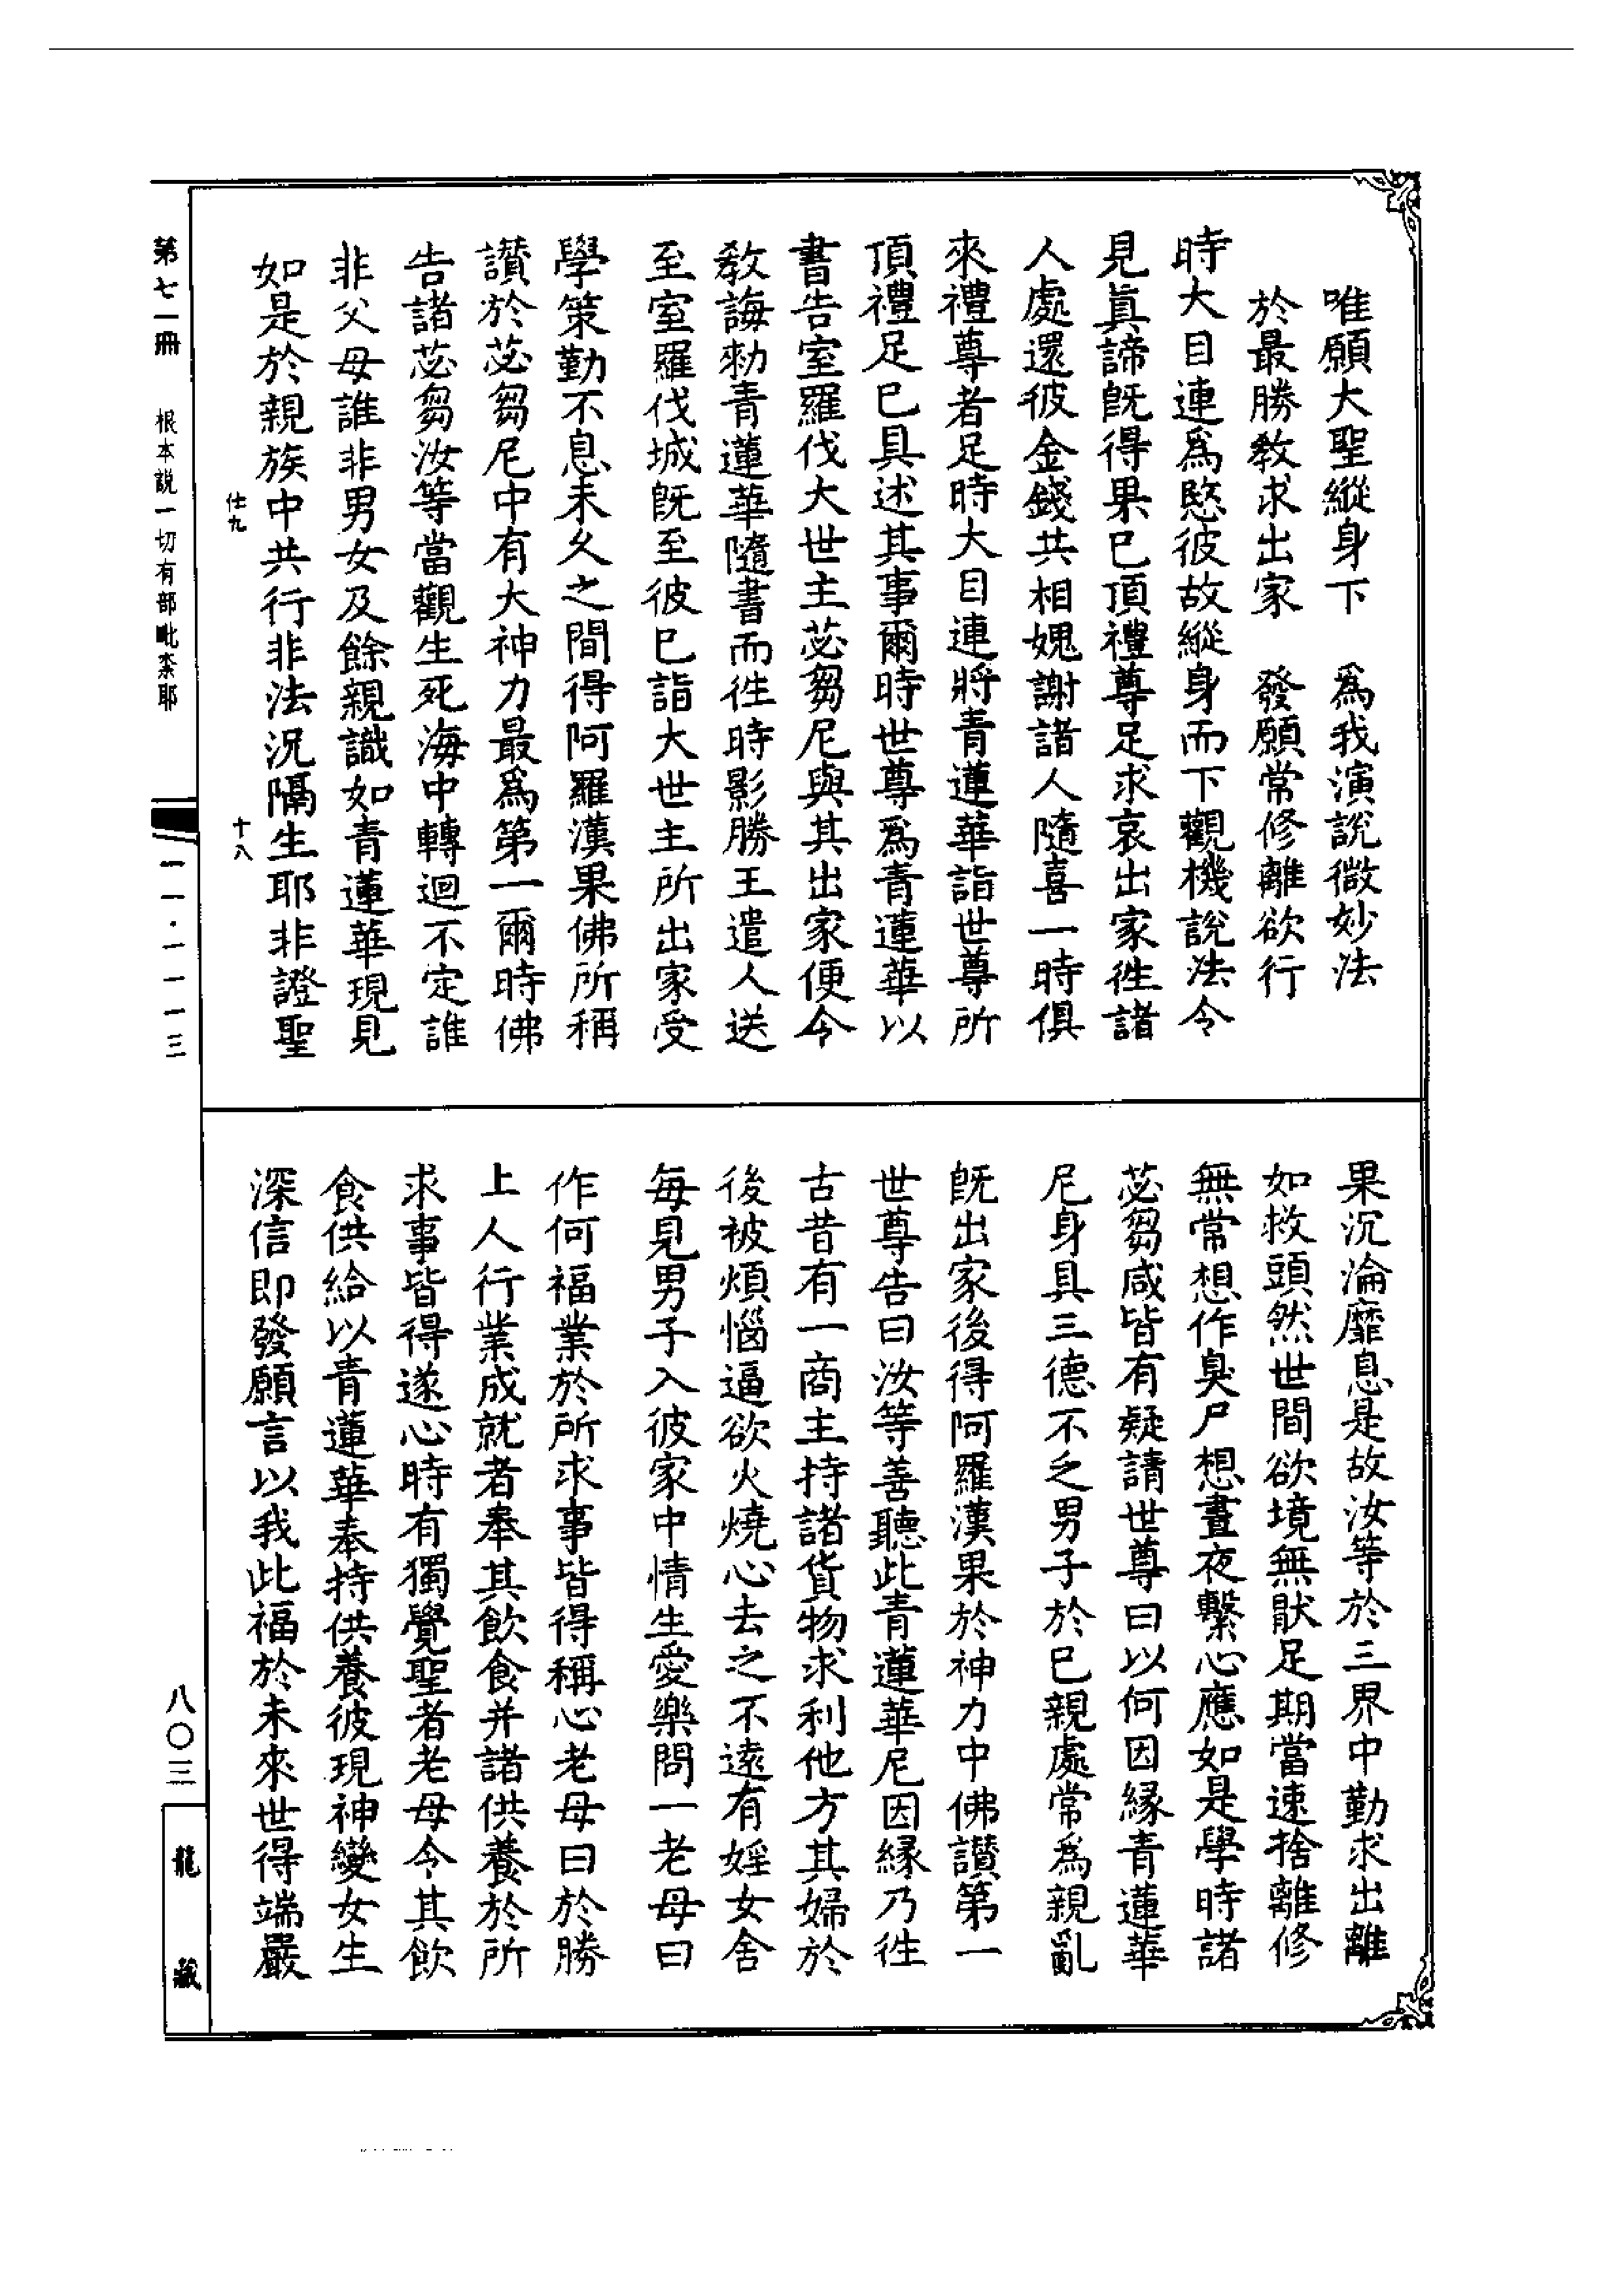 唯願大聖縱身下　為我演說微妙法
於最勝教求出家　發願常修離欲行
時大目連為愍彼故縱身而下觀機說法令
見真諦既得果已頂禮尊足求哀出家徃諸
人處還彼金錢共相媿謝諸人隨喜一時俱
來禮尊者足時大目連將青蓮華詣世尊所
頂禮足已具述其事爾時世尊為青蓮華以
書告室羅伐大世主苾芻尼與其出家便令
教誨勑青蓮華隨書而徃時影勝王遣人送
至室羅伐城既至彼已詣大世主所出家受
學策勤不息未久之間得阿羅漢果佛所稱
讃於苾芻尼中有大神力最為第一爾時佛
告諸苾芻汝等當觀生死海中轉迴不定誰
非父母誰非男女及餘親識如青蓮華現見
如是於親族中共行非法況隔生耶非證聖
果沉淪靡息是故汝等於三界中勤求出離
如救頭然世間欲境無猒足期當速捨離修
無常想作臭尸想晝夜繫心應如是學時諸
苾芻咸皆有疑請世尊曰以何因緣青蓮華
尼身具三德不乏男子於已親處常為親亂
既出家後得阿羅漢果於神力中佛讃第一
世尊告曰汝等善聽此青蓮華尼因緣乃徃
古昔有一商主持諸貨物求利他方其婦於
後被煩惱逼欲火燒心去之不遠有婬女舍
每見男子入彼家中情生愛樂問一老母曰
作何福業於所求事皆得稱心老母曰於勝
上人行業成就者奉其飲食并諸供養於所
求事皆得遂心時有獨覺聖者老母令其飲
食供給以青蓮華奉持供養彼現神變女生
深信即發願言以我此福於未來世得端嚴
仕九
十八
第七一冊　根本説一切有部毗柰耶
一一·一一一三
八〇三
龍藏